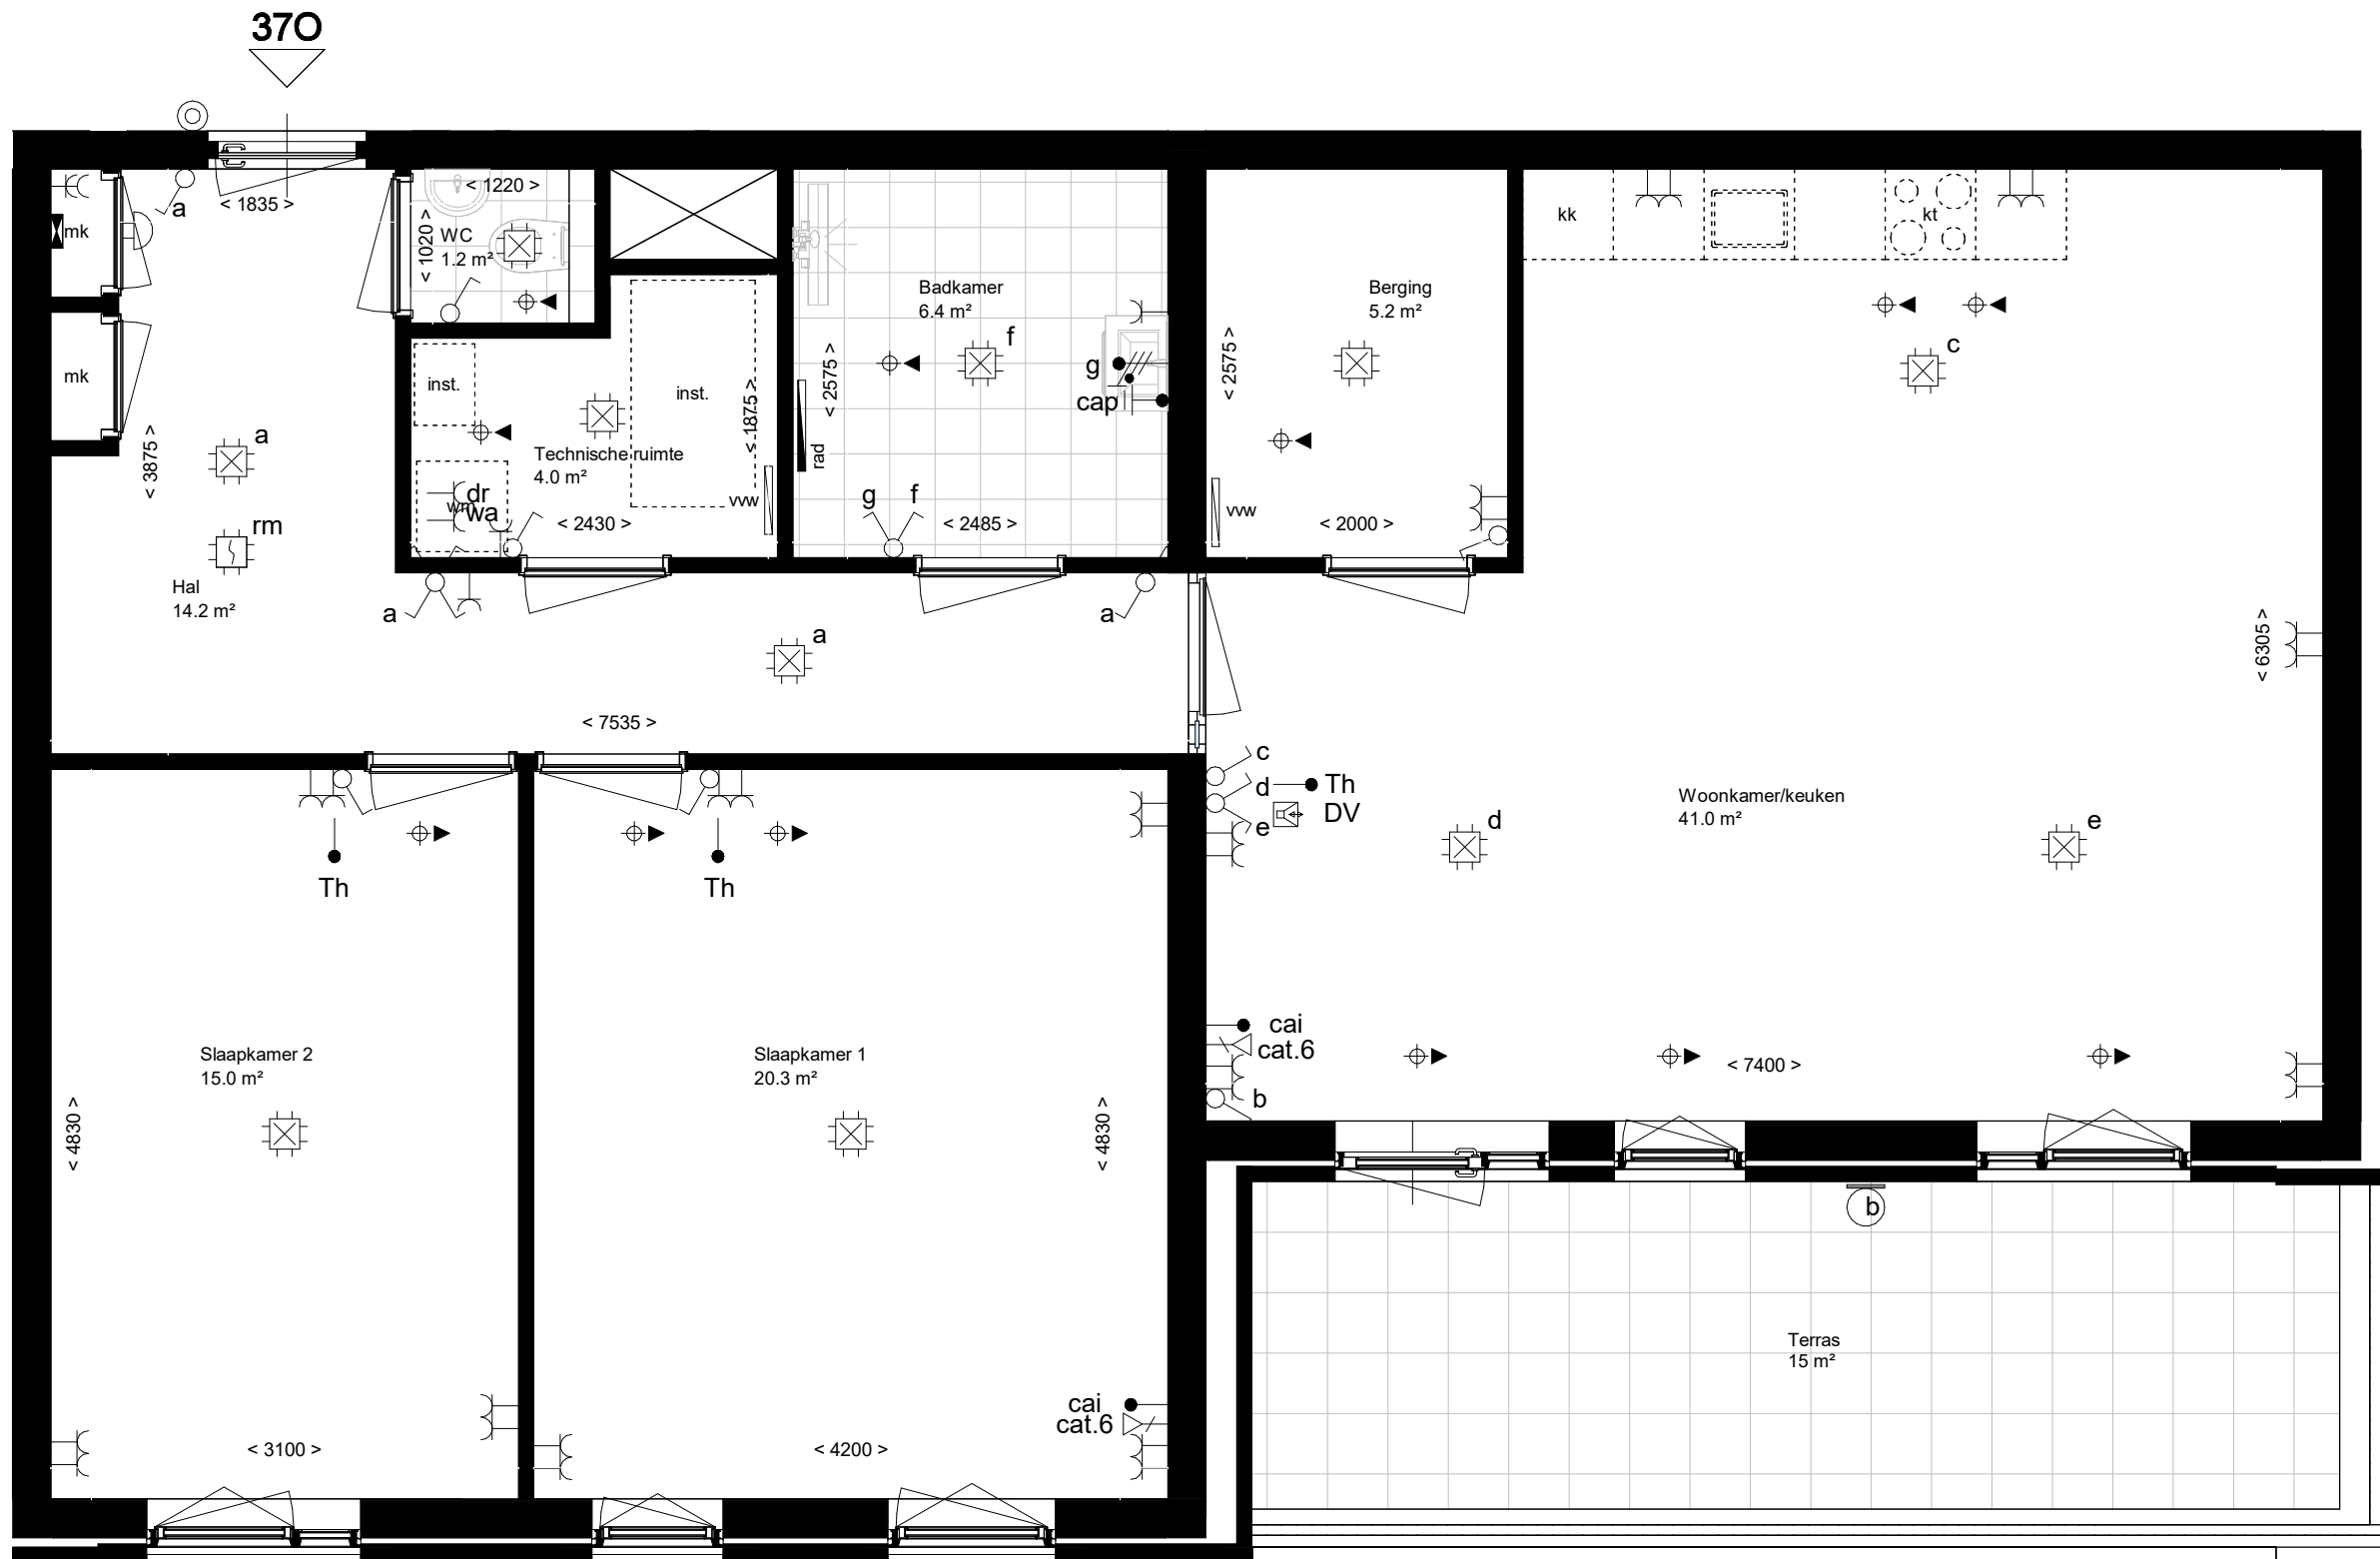 37O
< 1835 >
a
mk
mk
< 3875 >
a
rm
Hal
14.2 m²
< 1220 >
< 1020 >
WC
1.2 m²
inst.
inst.
< 1875 >
Technische ruimte
4.0 m²
dr
wm
wa
vvw
< 2430 >
a
Badkamer
6.4 m²
f
< 2575 >
g
cap
rad
g
f
< 2485 >
a
a
< 7535 >
Berging
5.2 m²
< 2575 >
vvw
< 2000 >
kk
kt
c
< 6305 >
c
d
e
Th
DV
Woonkamer/keuken
41.0 m²
d
e
Th
Th
cai
cat.6
b
< 7400 >
Slaapkamer 2
15.0 m²
< 4830 >
< 3100 >
Slaapkamer 1
20.3 m²
< 4830 >
cai
cat.6
< 4200 >
b
Terras
15 m²